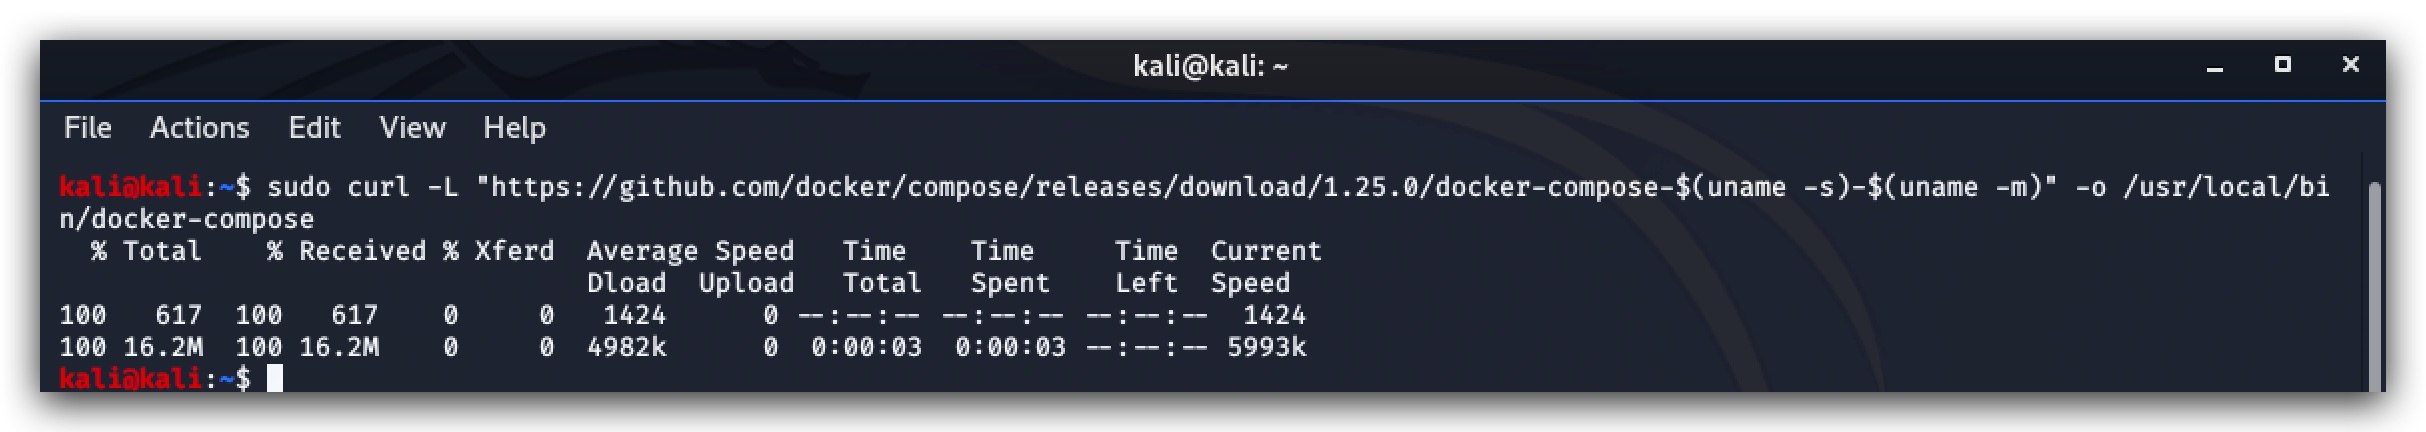 kali@kali: ~
File Actions Edit View Help
kali@kali:~$ sudo curl -L "https://github.com/docker/compose/releases/download/1.25.0/docker-compose-$(uname -s)-$(uname -m)" -o /usr/local/bi
n/docker-compose
  % Total    % Received % Xferd  Average Speed   Time    Time     Time  Current
                                 Dload  Upload   Total   Spent    Left  Speed
100   617  100   617    0     0   1424      0 --:--:-- --:--:-- --:--:--  1424
100 16.2M  100 16.2M    0     0  4982k      0  0:00:03  0:00:03 --:--:-- 5993k
kali@kali:~$